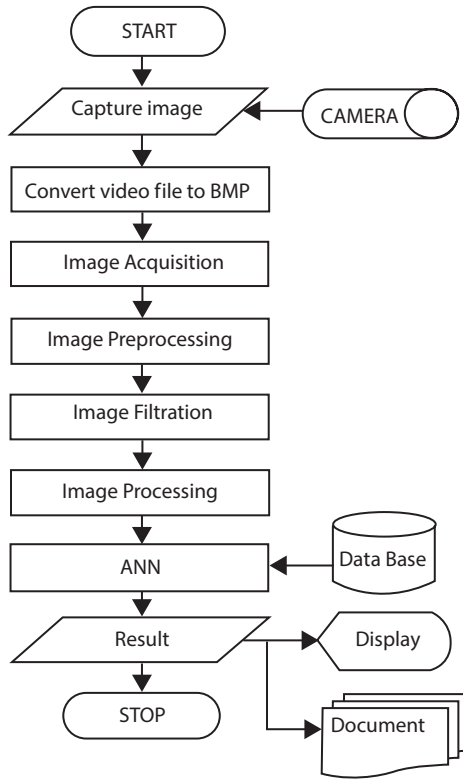 START
Capture image
CAMERA
Convert video file to BMP
Image Acquisition
Image Preprocessing
Image Filtration
Image Processing
ANN
Data Base
Result
Display
STOP
Document